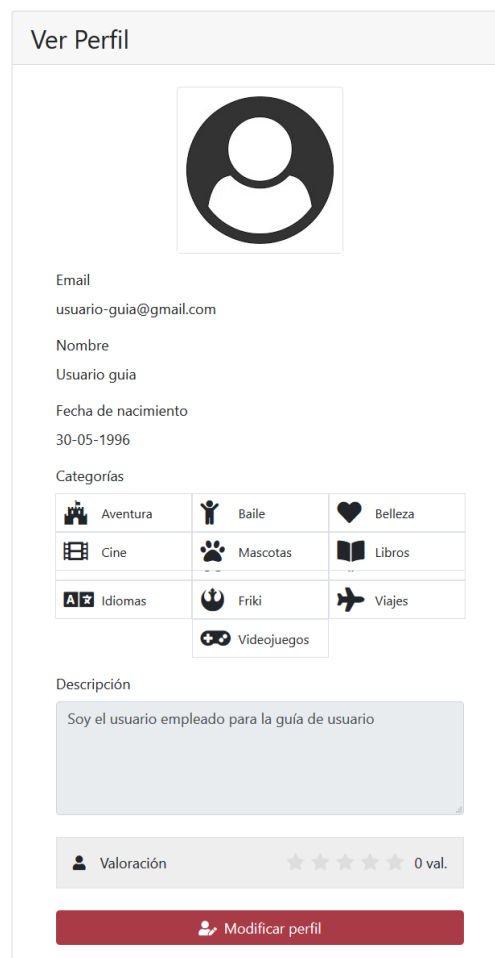 Ver Perfil
Email
usuario-guia@gmail.com
Nombre
Usuario guia
Fecha de nacimiento
30-05-1996
Categorías
Aventura Baile Belleza
Cine Mascotas Libros
Idiomas Friki Viajes
Videojuegos
Descripción
Soy el usuario empleado para la guía de usuario
Valoración 0 val.
Modificar perfil